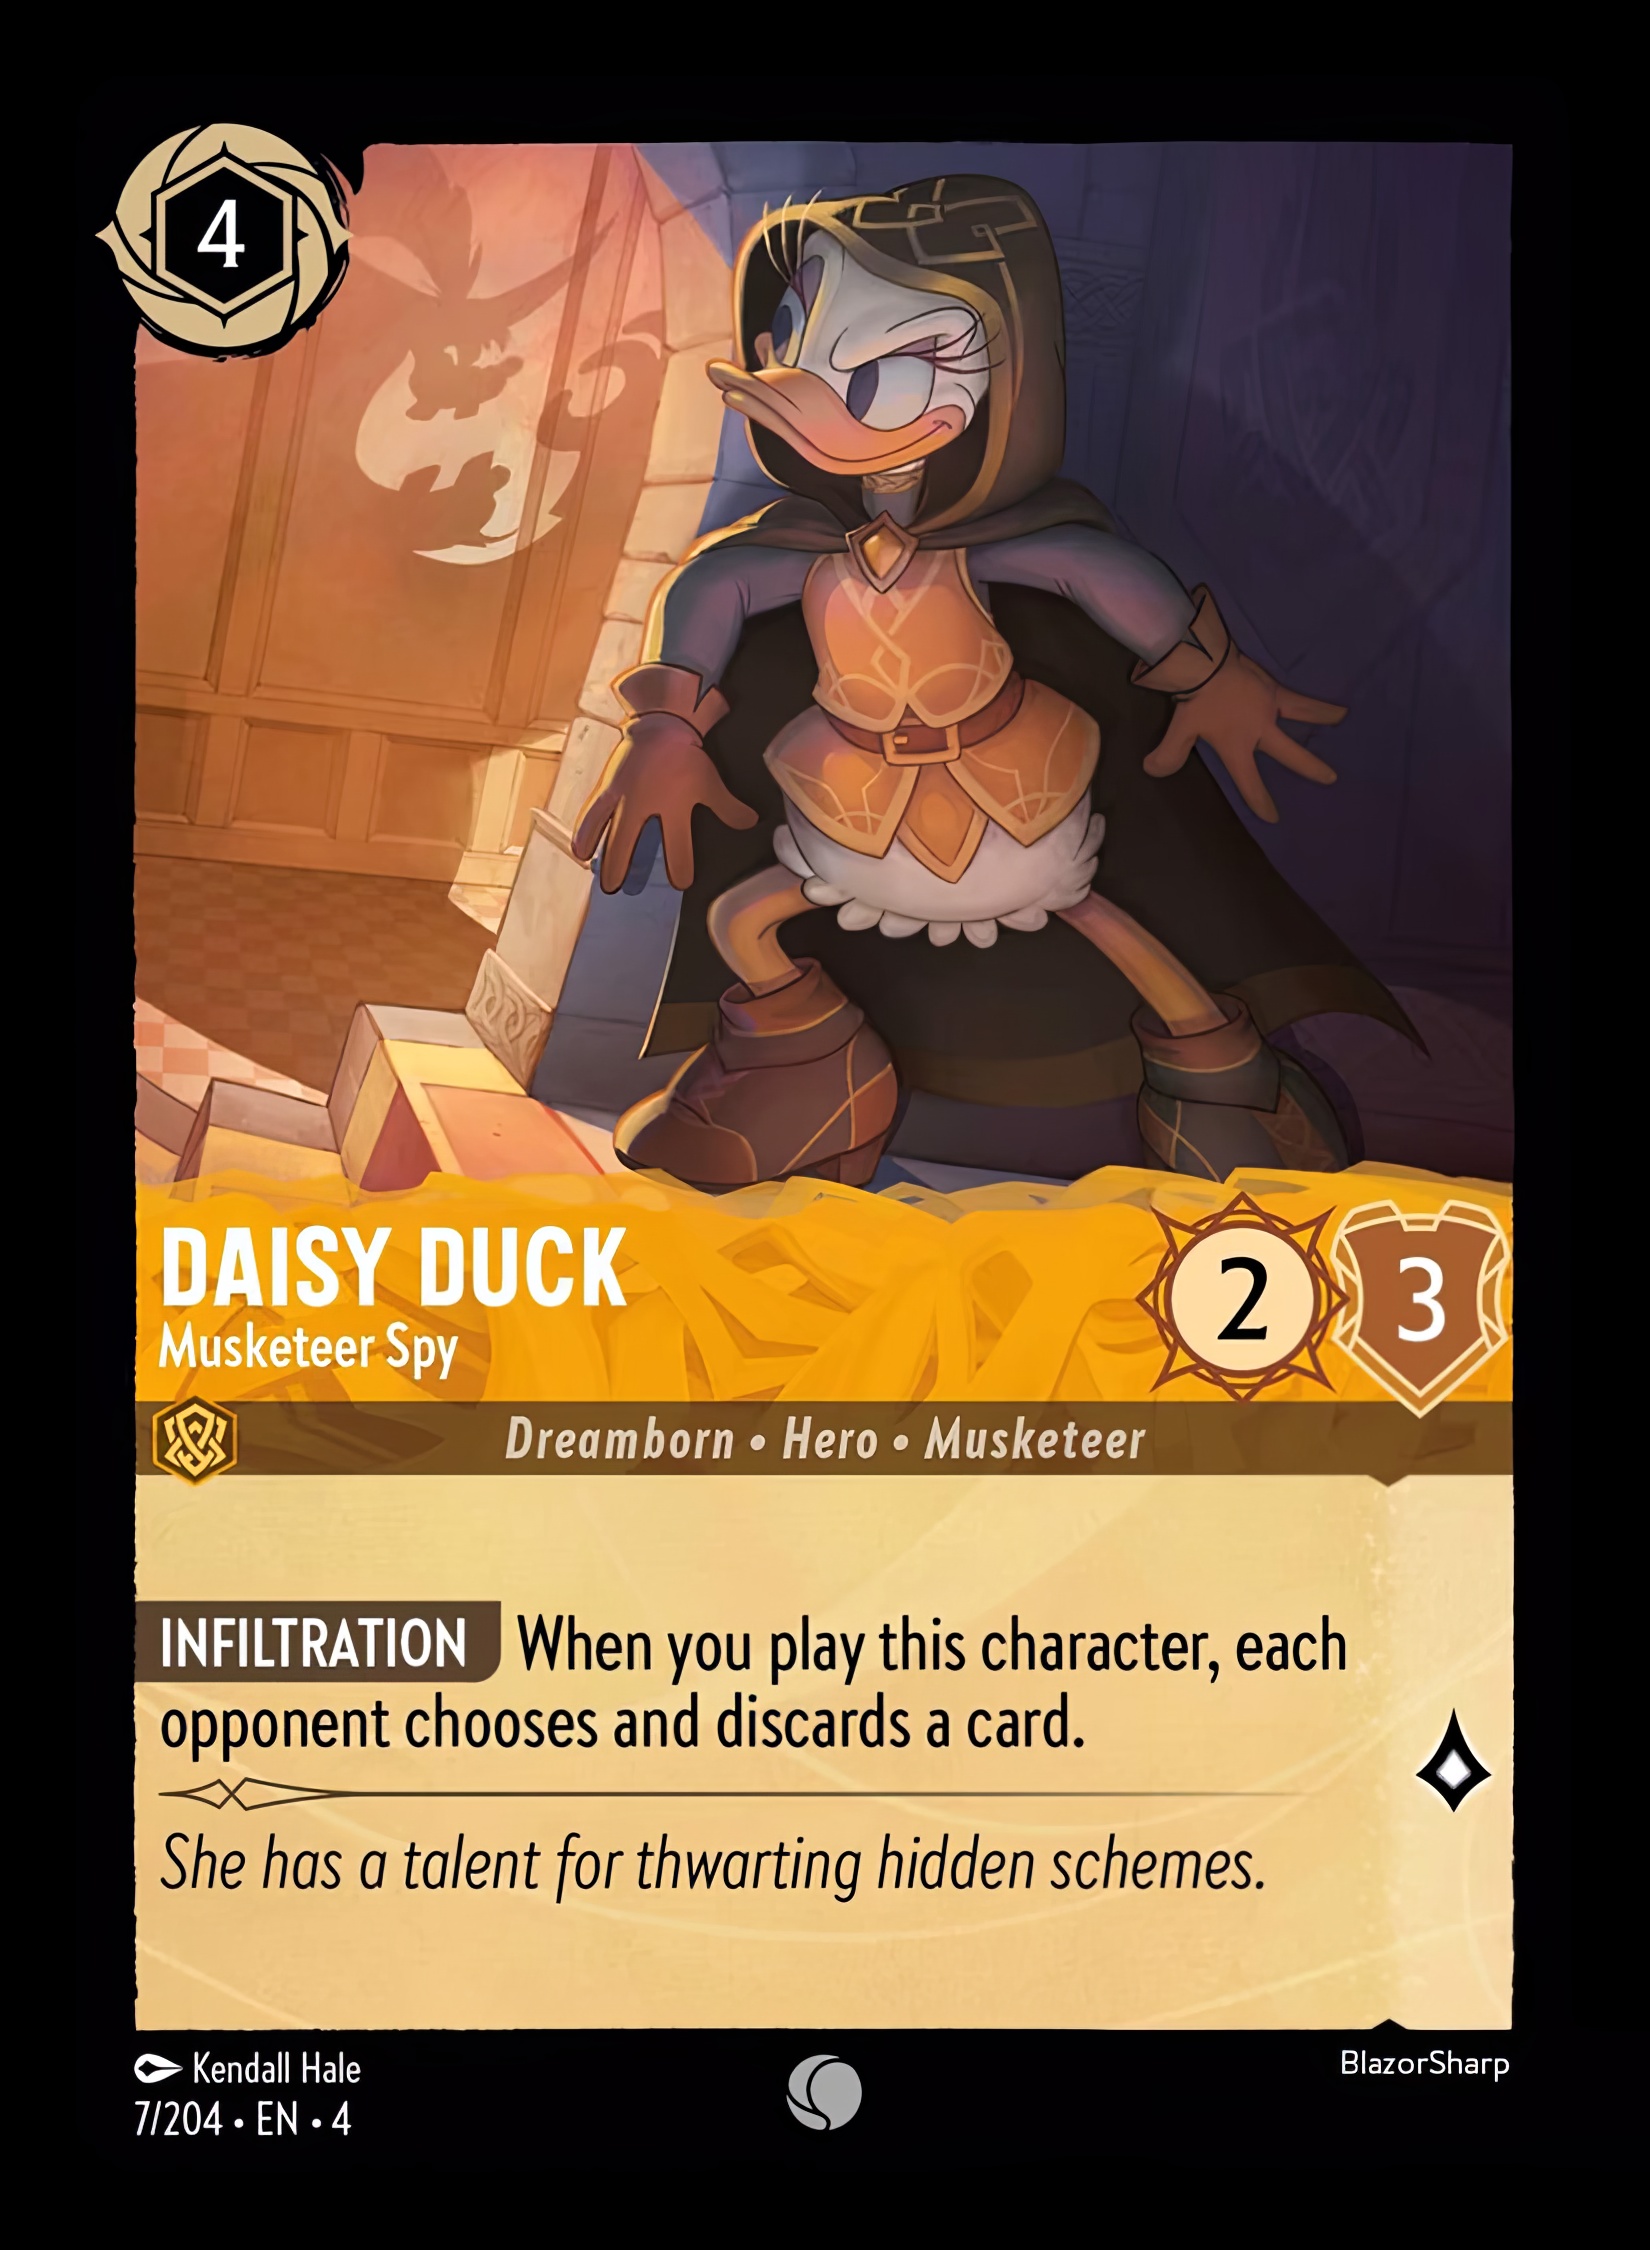 4
DAISY DUCK
Musketeer Spy
2
3
Dreamborn • Hero • Musketeer
INFILTRATION When you play this character, each
opponent chooses and discards a card.
She has a talent for thwarting hidden schemes.
Kendall Hale
7/204 • EN • 4
BlazorSharp